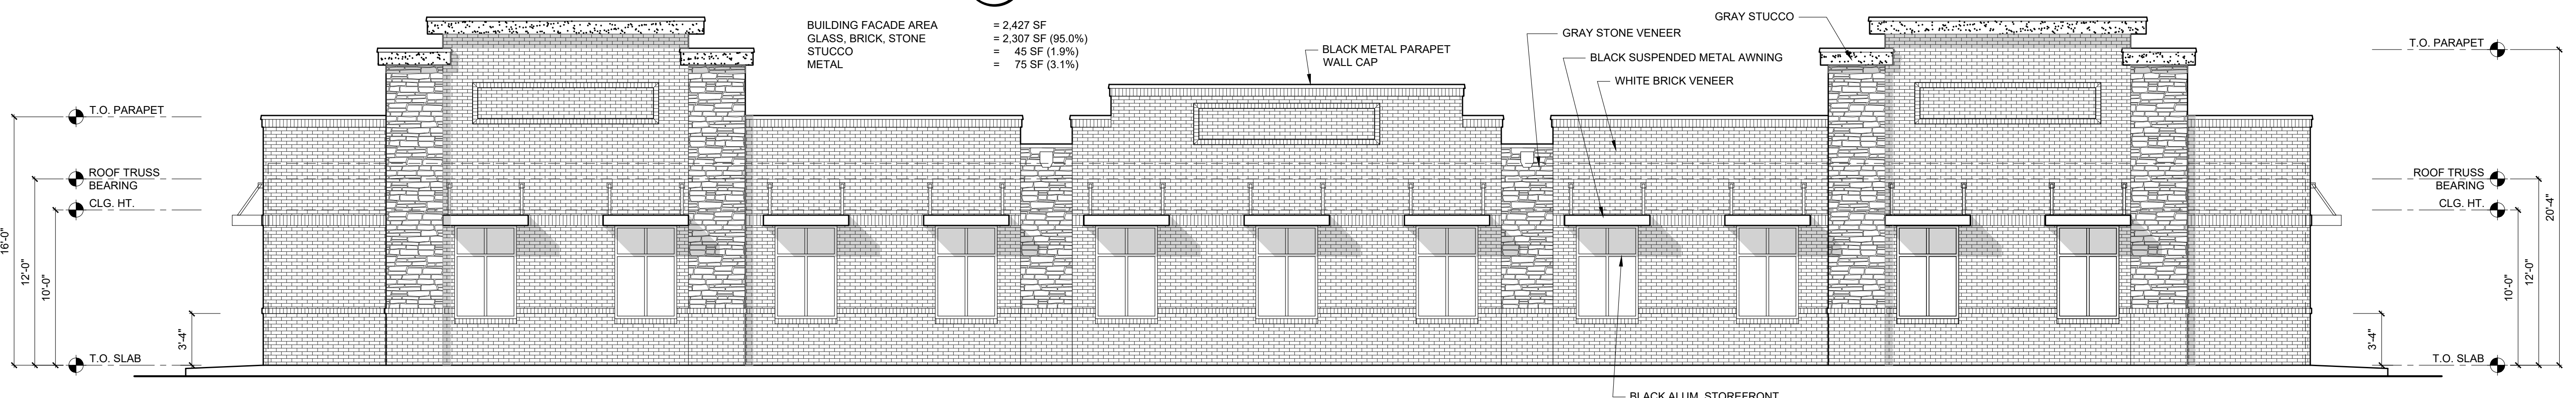 BUILDING FACADE AREA = 2,427 SF
GLASS, BRICK, STONE = 2,307 SF (95.0%)
STUCCO = 45 SF (1.9%)
METAL = 75 SF (3.1%)
BLACK METAL PARAPET
WALL CAP
GRAY STONE VENEER
BLACK SUSPENDED METAL AWNING
WHITE BRICK VENEER
GRAY STUCCO
T.O. PARAPET
ROOF TRUSS
BEARING
CLG. HT.
T.O. SLAB
16'-0"
12'-0"
10'-0"
3'-4"
T.O. PARAPET
ROOF TRUSS
BEARING
CLG. HT.
T.O. SLAB
3'-4"
10'-0"
12'-0"
20'-4"
BLACK ALUM. STOREFRONT